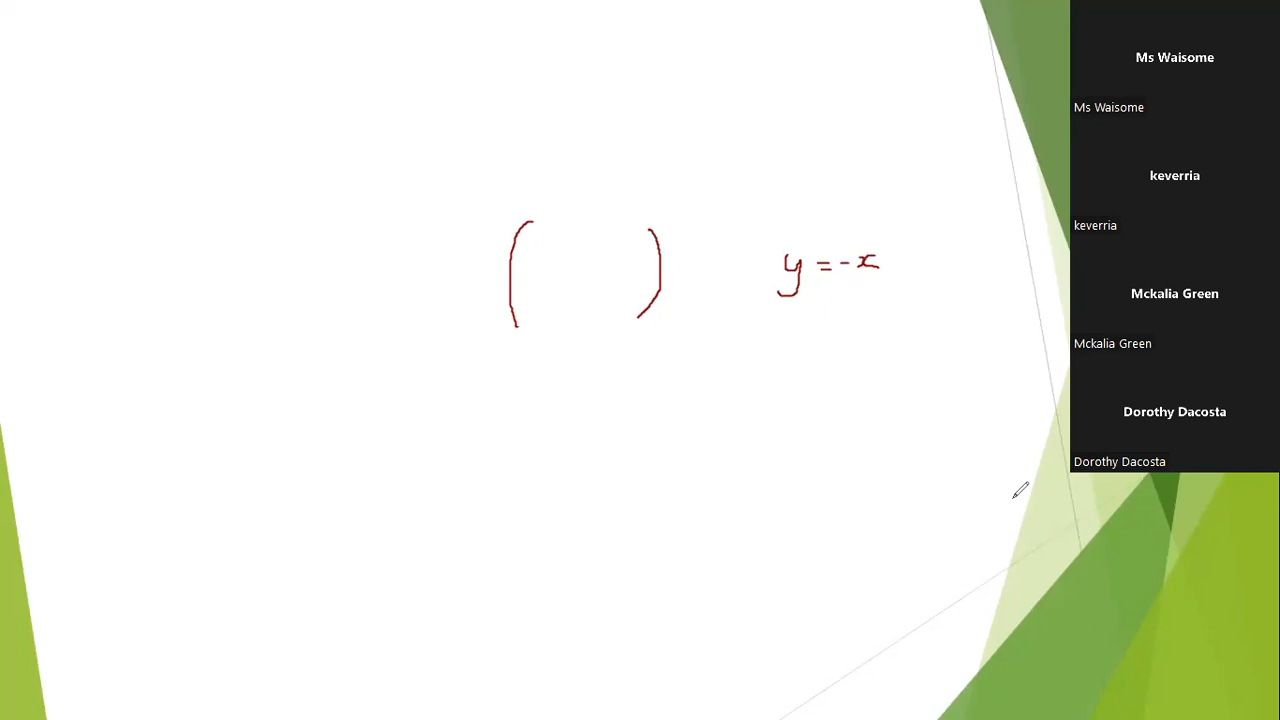 ( ) y = -x
Ms Waisome
Ms Waisome
keverria
keverria
Mckalia Green
Mckalia Green
Dorothy Dacosta
Dorothy Dacosta